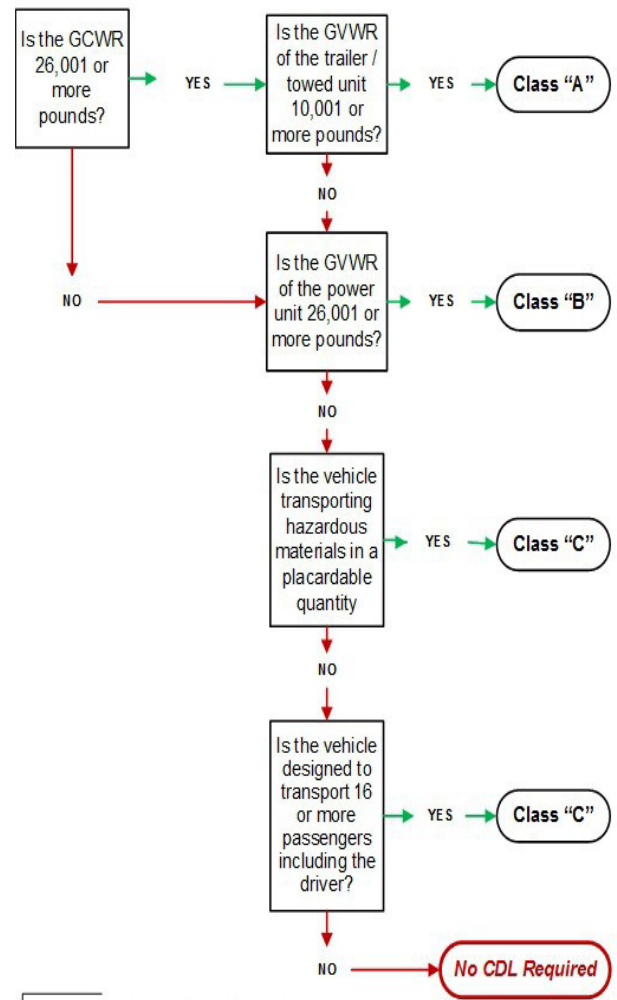 Is the GCWR
26,001 or
more
pounds?
YES
Is the GVWR
of the trailer /
towed unit
10,001 or
more pounds?
YES
Class “A”
NO
NO
Is the GVWR
of the power
unit 26,001 or
more pounds?
YES
Class “B”
NO
Is the vehicle
transporting
hazardous
materials in a
placardable
quantity
YES
Class “C”
NO
Is the vehicle
designed to
transport 16
or more
passengers
including the
driver?
YES
Class “C”
NO
No CDL Required